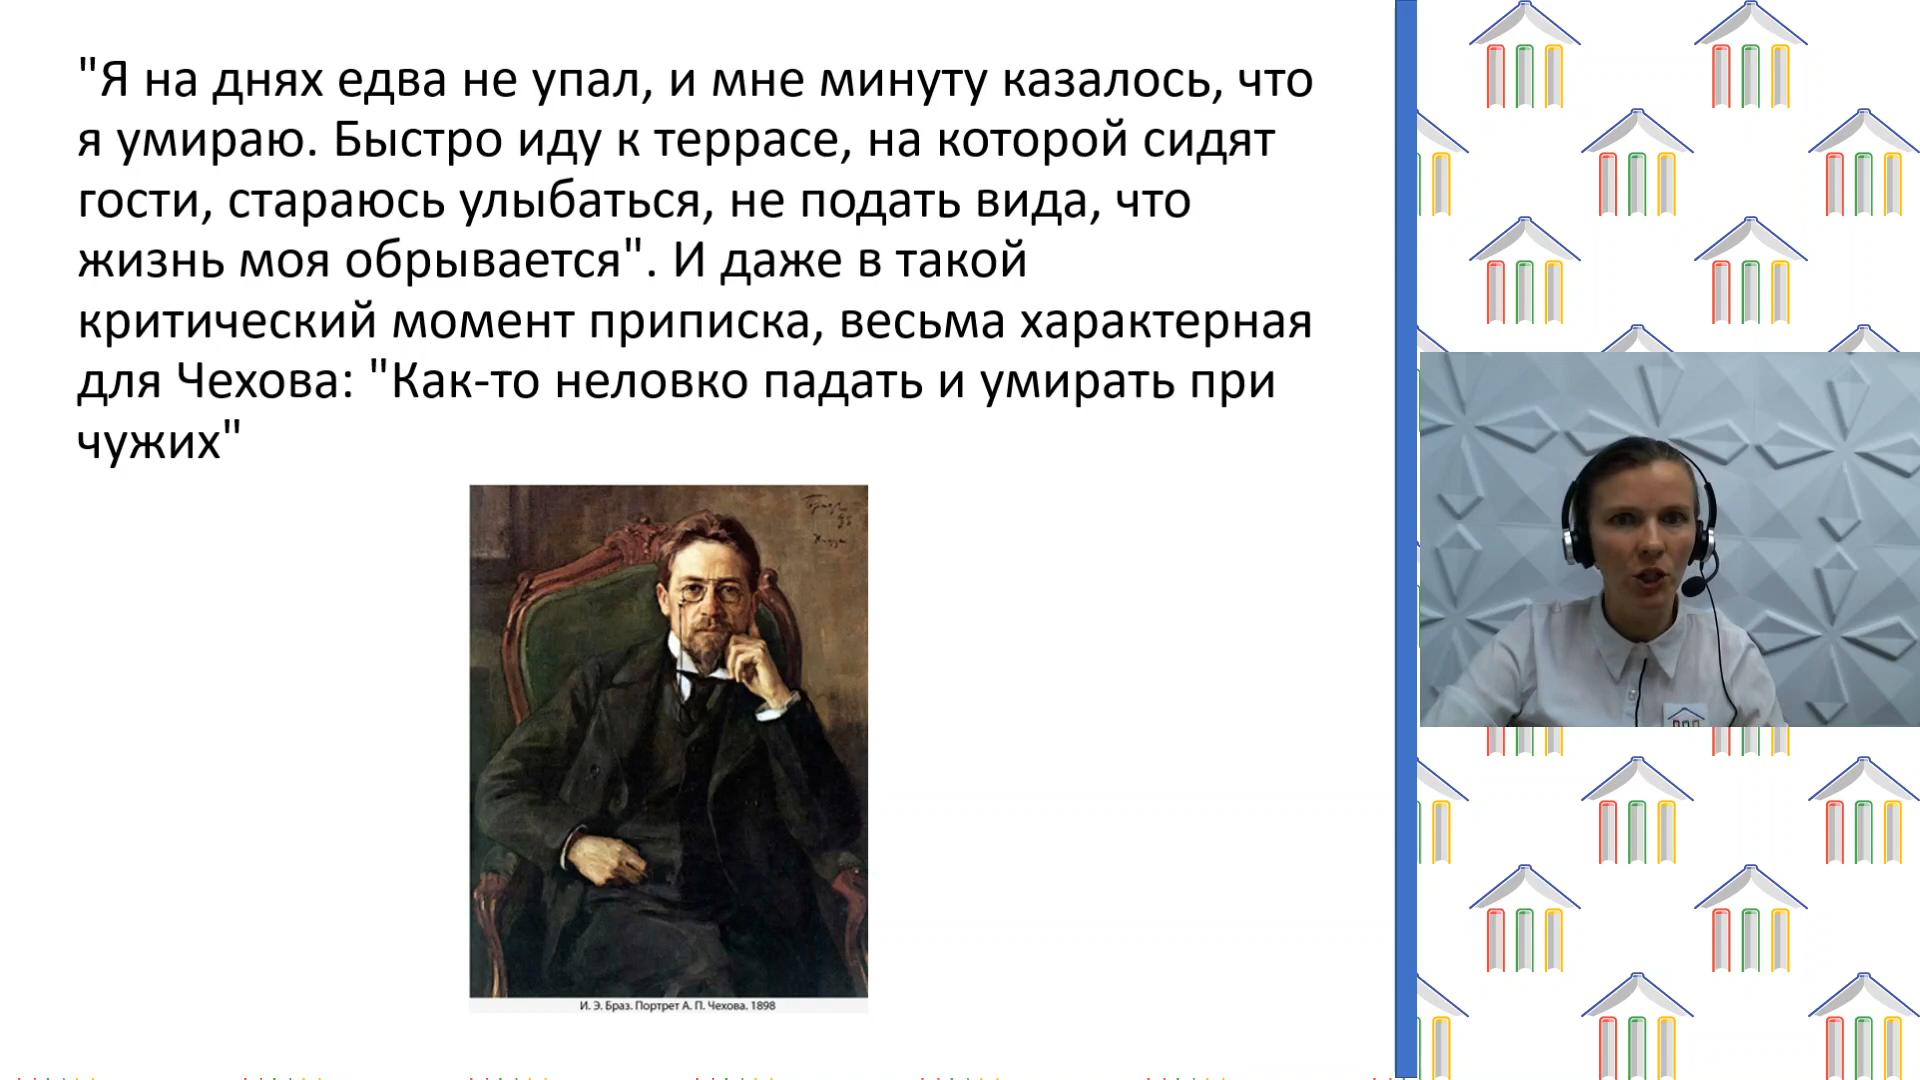 "Я на днях едва не упал, и мне минуту казалось, что
я умираю. Быстро иду к террасе, на которой сидят
гости, стараюсь улыбаться, не подать вида, что
жизнь моя обрывается". И даже в такой
критический момент приписка, весьма характерная
для Чехова: "Как-то неловко падать и умирать при
чужих"
И. Э. Браз. Портрет А. П. Чехова. 1898